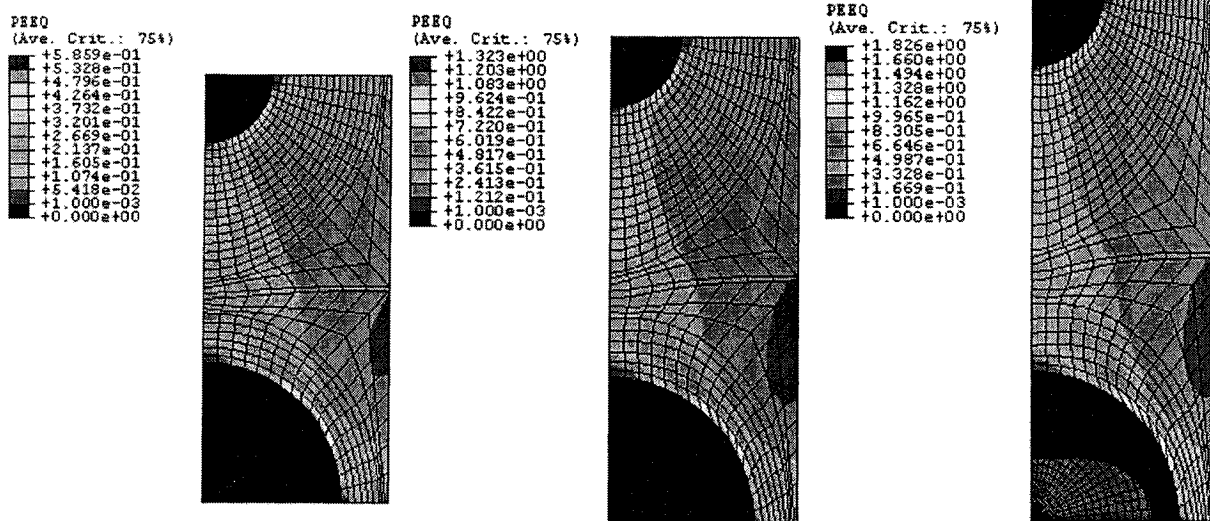 PEEQ
(Ave. Crit.: 75%)
+5.859e-01
+5.328e-01
+4.796e-01
+4.264e-01
+3.732e-01
+3.201e-01
+2.669e-01
+2.137e-01
+1.605e-01
+1.074e-01
+5.418e-02
+1.000e-03
+0.000e+00
PEEQ
(Ave. Crit.: 75%)
+1.323e+00
+1.203e+00
+1.083e+00
+9.624e-01
+8.422e-01
+7.220e-01
+6.019e-01
+4.817e-01
+3.615e-01
+2.413e-01
+1.212e-01
+1.000e-03
+0.000e+00
PEEQ
(Ave. Crit.: 75%)
+1.826e+00
+1.660e+00
+1.494e+00
+1.328e+00
+1.162e+00
+9.965e-01
+8.305e-01
+6.646e-01
+4.987e-01
+3.328e-01
+1.669e-01
+1.000e-03
+0.000e+00